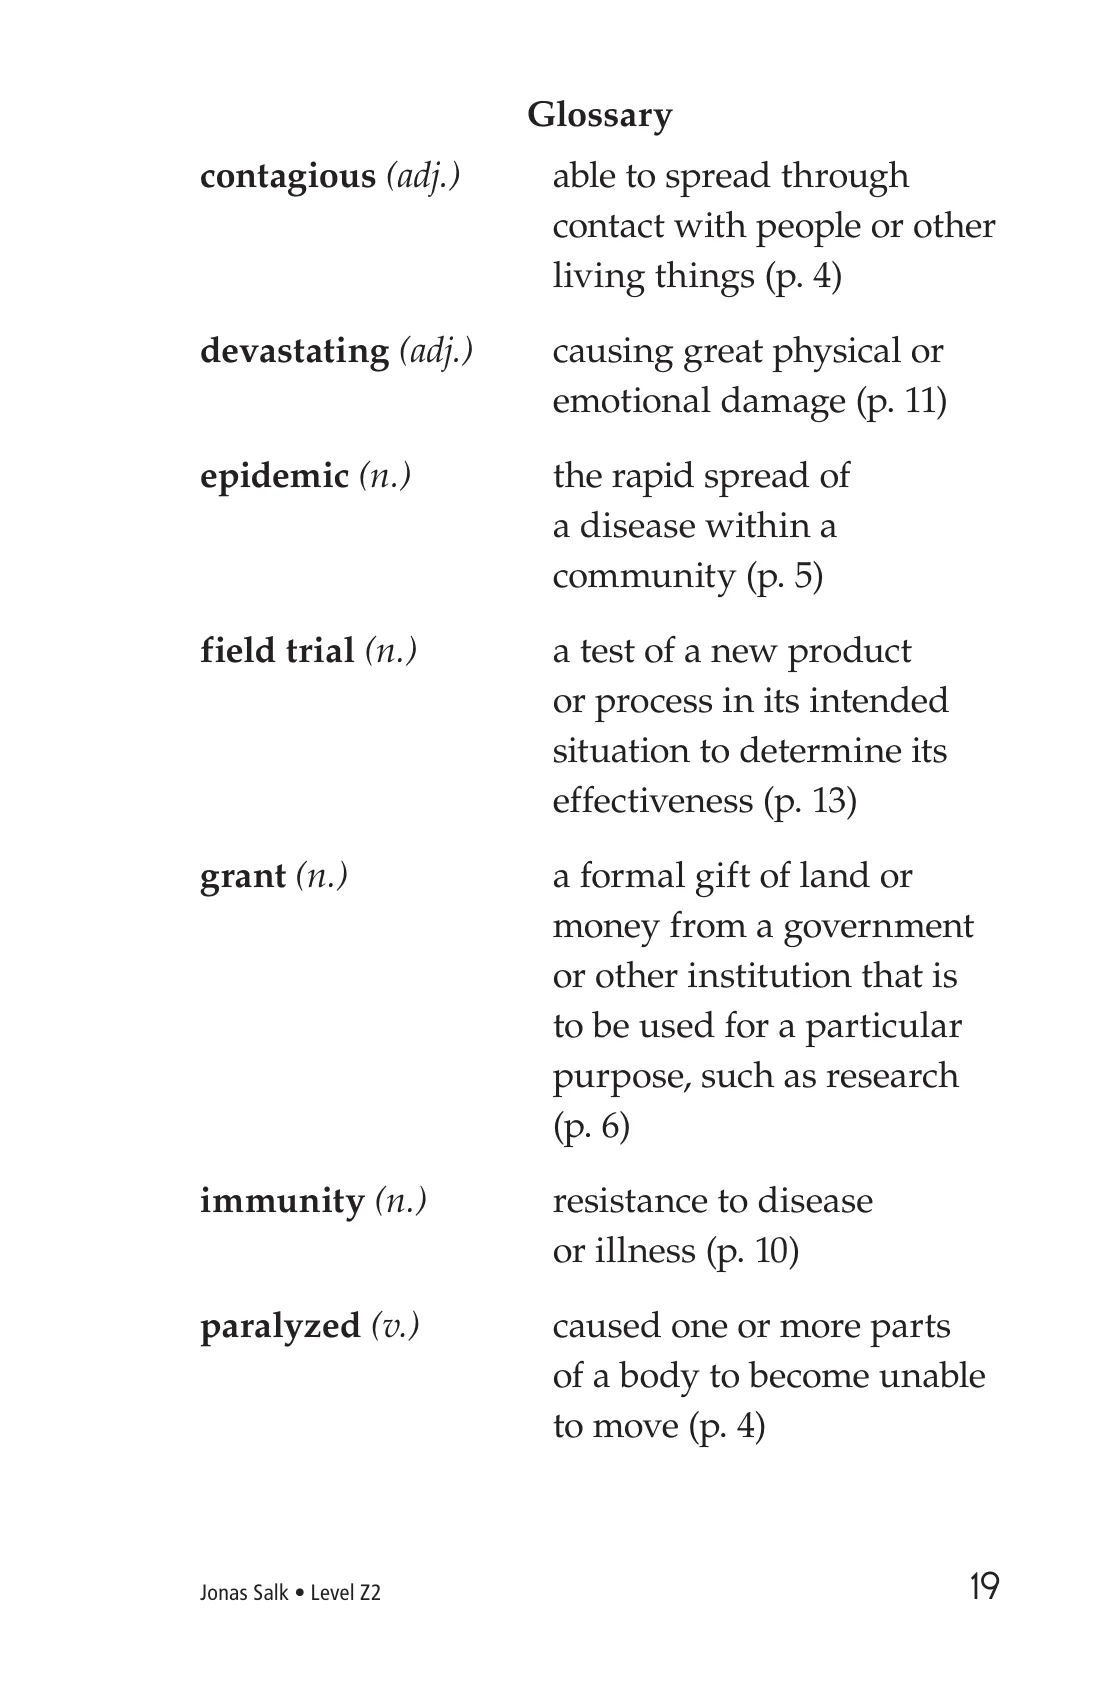 Glossary
contagious (adj.) able to spread through
contact with people or other
living things (p. 4)
devastating (adj.) causing great physical or
emotional damage (p. 11)
epidemic (n.) the rapid spread of
a disease within a
community (p. 5)
field trial (n.) a test of a new product
or process in its intended
situation to determine its
effectiveness (p. 13)
grant (n.) a formal gift of land or
money from a government
or other institution that is
to be used for a particular
purpose, such as research
(p. 6)
immunity (n.) resistance to disease
or illness (p. 10)
paralyzed (v.) caused one or more parts
of a body to become unable
to move (p. 4)
Jonas Salk • Level Z2 19